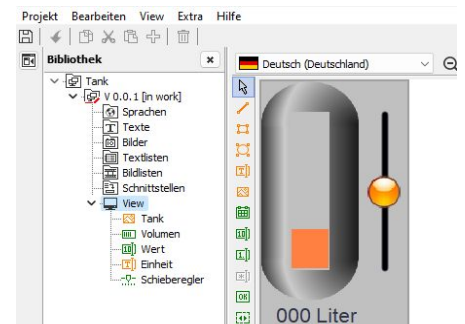 Projekt Bearbeiten View Extra Hilfe
Bibliothek
Deutsch (Deutschland)
Tank
V 0.0.1 [in work]
Sprachen
Texte
Bilder
Textlisten
Bildlisten
Schnittstellen
View
Tank
Volumen
Wert
Einheit
Schieberegler
OK
000 Liter